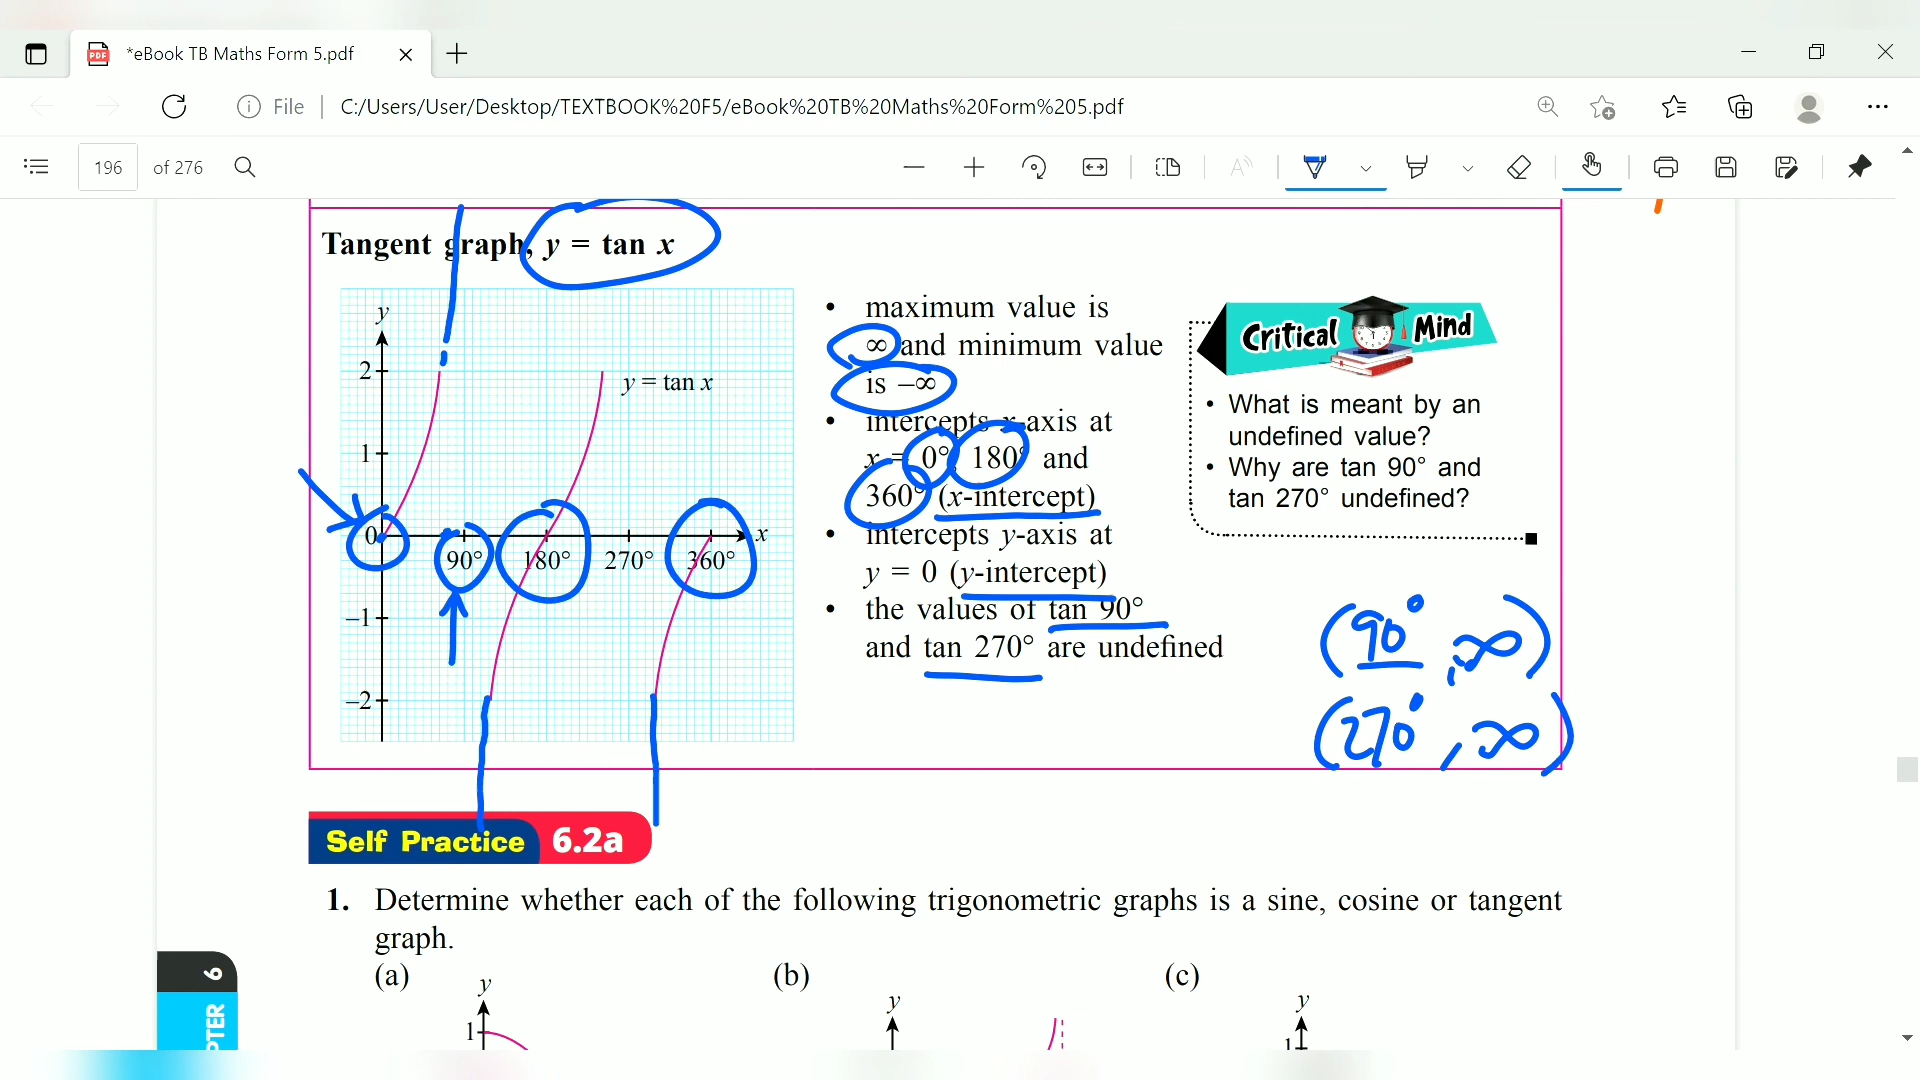 *eBook TB Maths Form 5.pdf
File
C:/Users/User/Desktop/TEXTBOOK%20F5/eBook%20TB%20Maths%20Form%205.pdf
196 of 276
Tangent graph, y = tan x
y
2
1
0
−1
−2
90° 180° 270° 360° x
y = tan x
• maximum value is
∞ and minimum value
is −∞
• intercepts x-axis at
x = 0°, 180° and
360° (x-intercept)
• intercepts y-axis at
y = 0 (y-intercept)
• the values of tan 90°
and tan 270° are undefined
Critical Mind
• What is meant by an
undefined value?
• Why are tan 90° and
tan 270° undefined?
(90°, ∞)
(270°, ∞)
Self Practice 6.2a
1. Determine whether each of the following trigonometric graphs is a sine, cosine or tangent
graph.
(a) (b) (c)
y y y
1 1
6
PTER